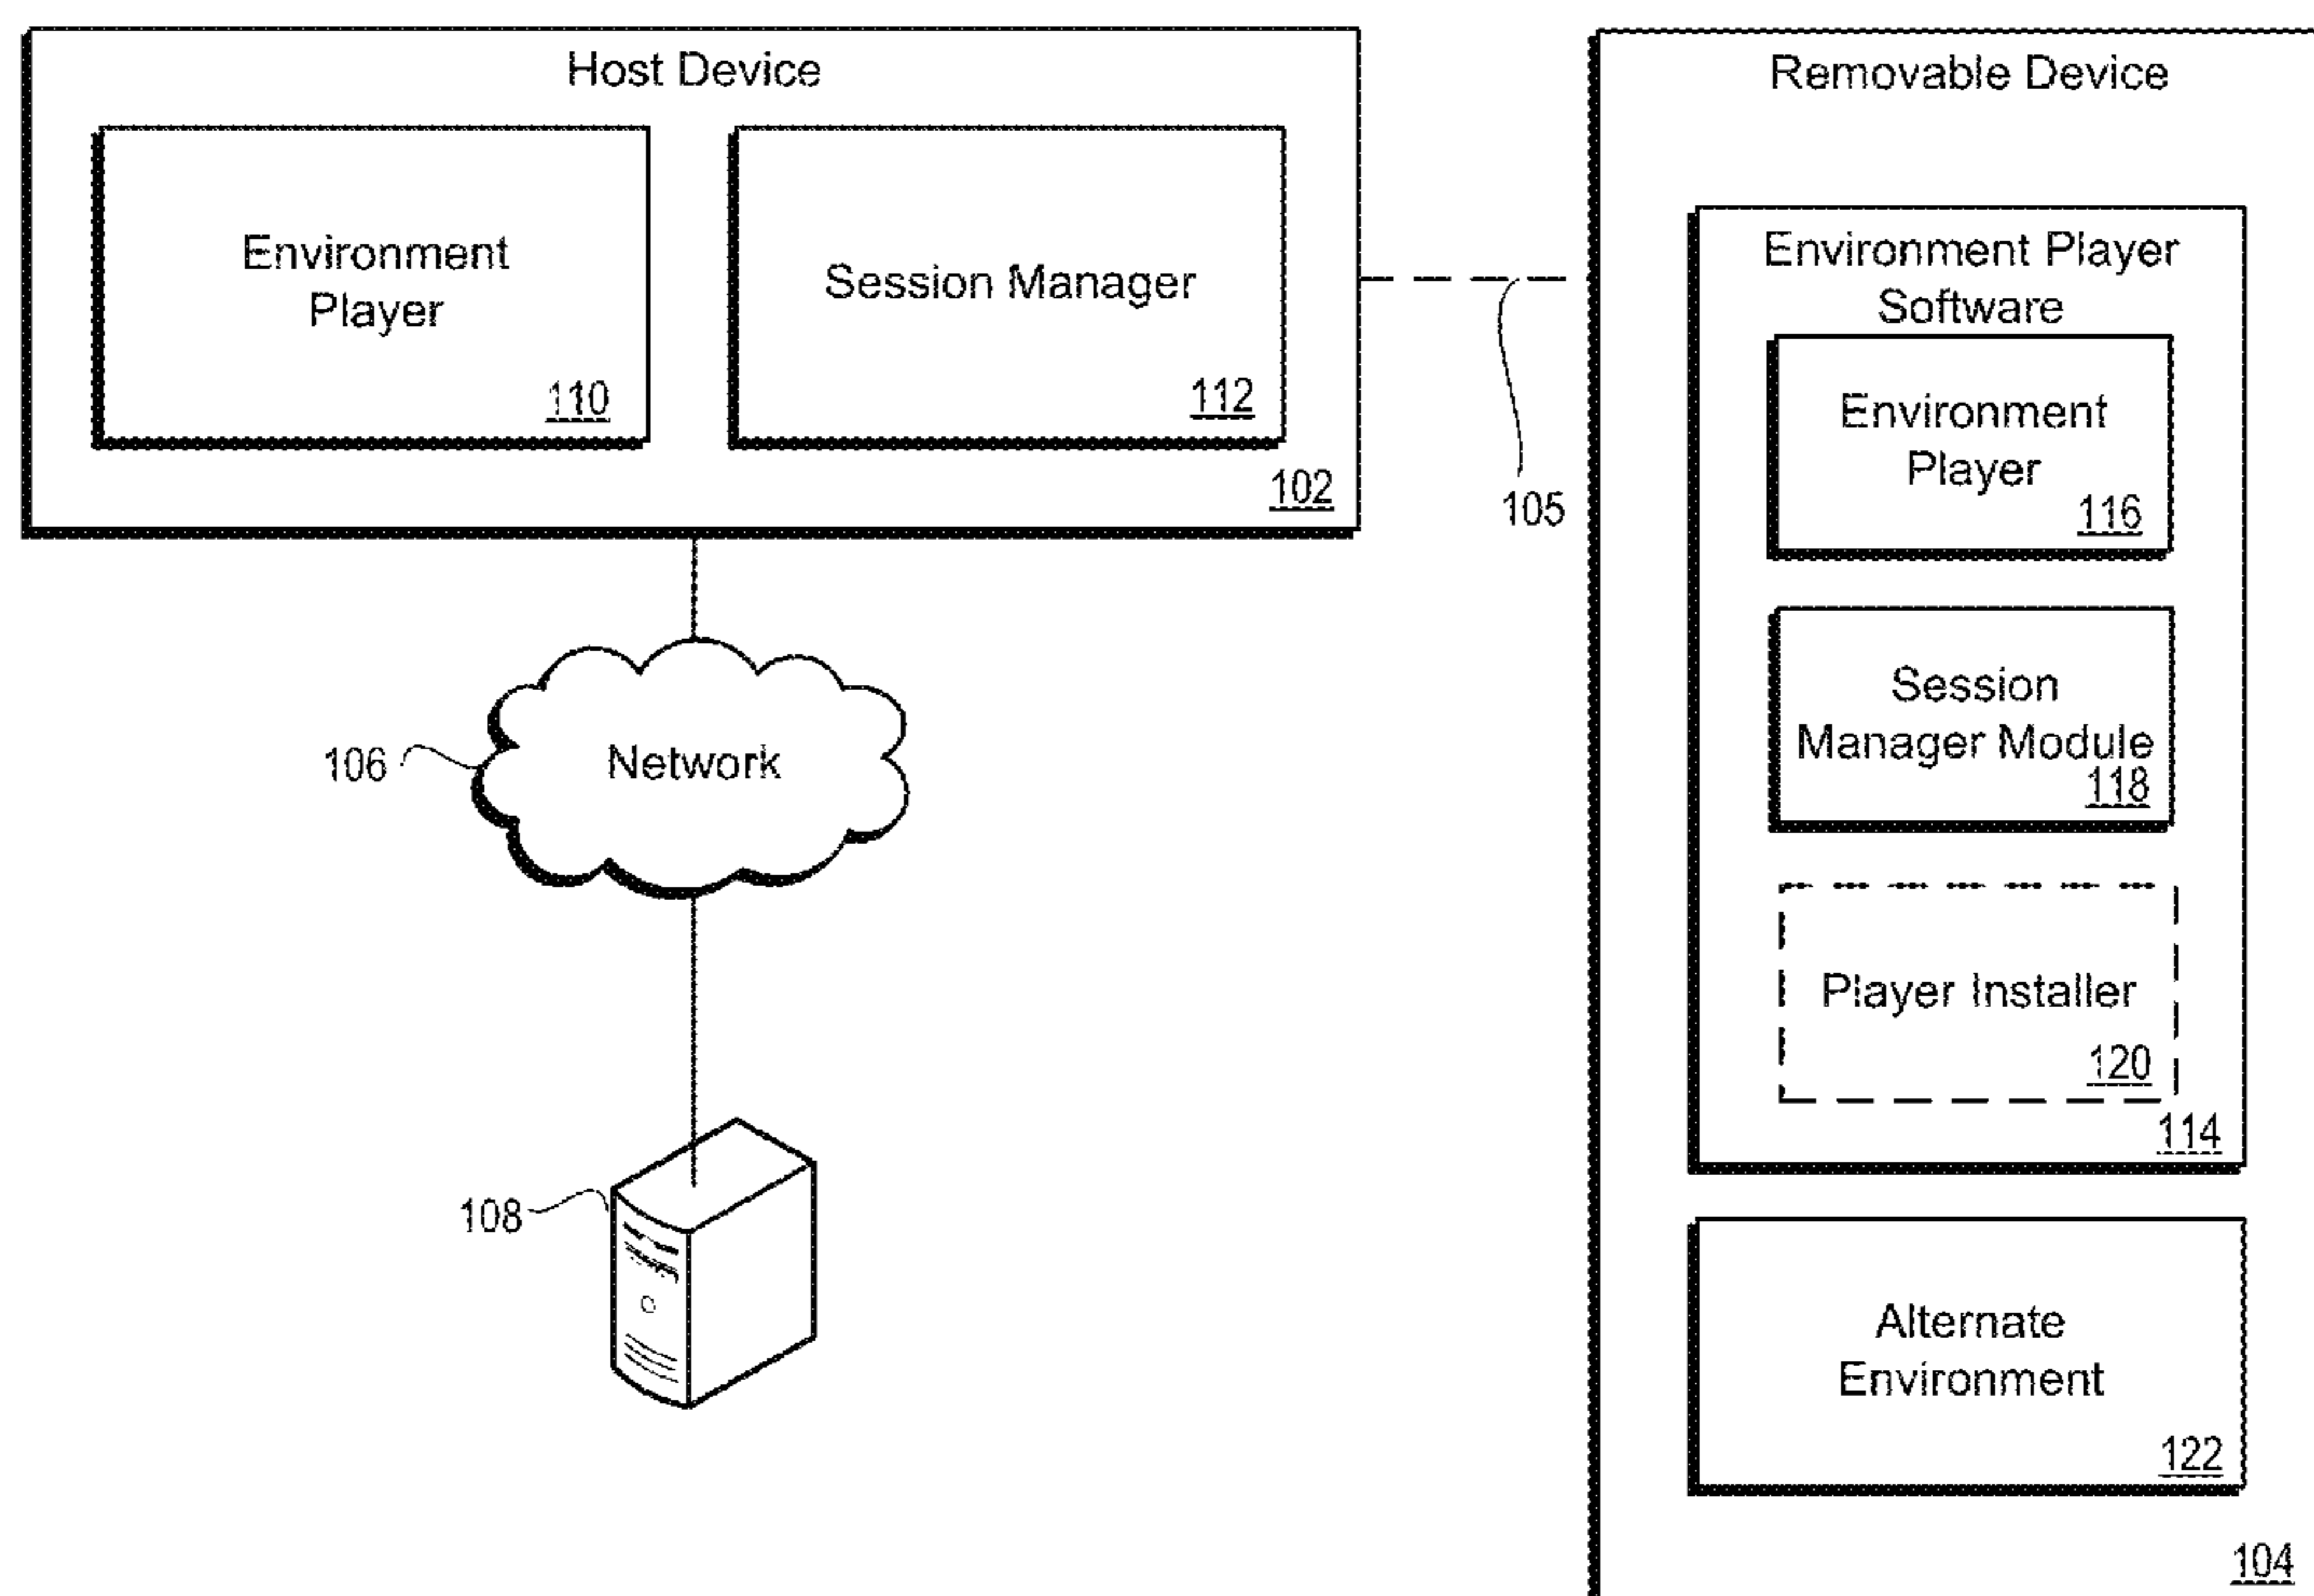 Host Device
Environment
Player
110
Session Manager
112
102
105
Removable Device
Environment Player
Software
Environment
Player
116
Session
Manager Module
118
Player Installer
120
114
Alternate
Environment
122
104
106
Network
108